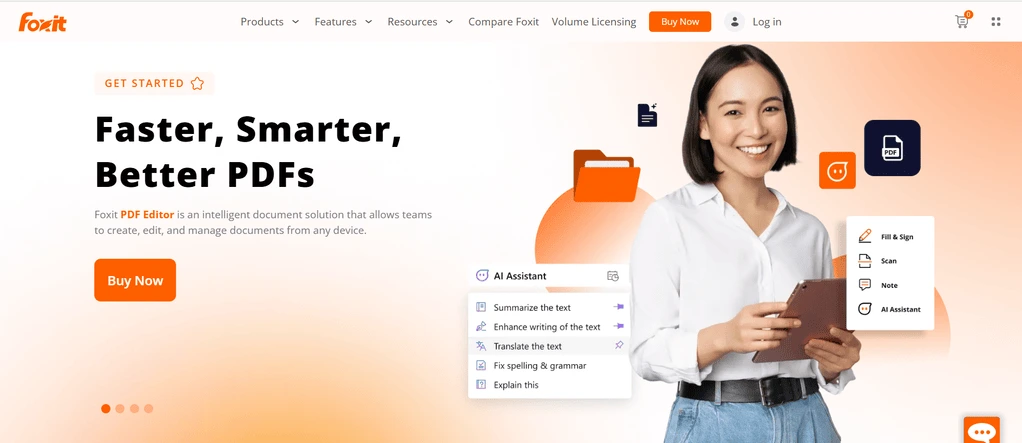 Foxit
Products Features Resources Compare Foxit Volume Licensing Buy Now Log in 0
GET STARTED
Faster, Smarter,
Better PDFs
Foxit PDF Editor is an intelligent document solution that allows teams
to create, edit, and manage documents from any device.
Buy Now
PDF
AI Assistant
Summarize the text
Enhance writing of the text
Translate the text
Fix spelling & grammar
Explain this
Fill & Sign
Scan
Note
AI Assistant